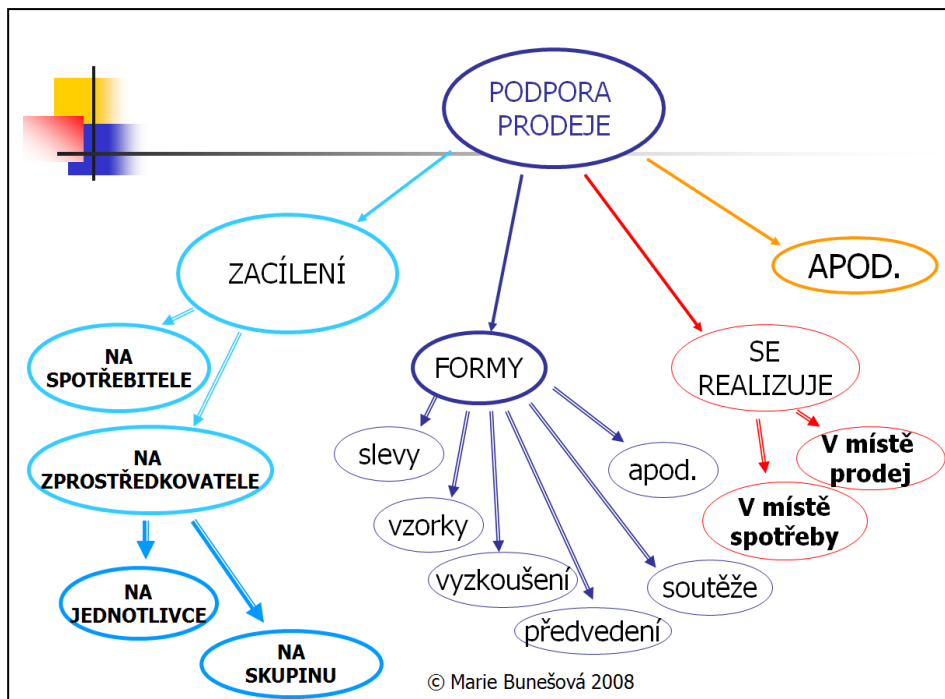 PODPORA
PRODEJE
ZACÍLENÍ
APOD.
NA
SPOTŘEBITELE
FORMY
SE
REALIZUJE
NA
ZPROSTŘEDKOVATELE
slevy
apod.
V místě
prodej
vzorky
V místě
spotřeby
vyzkoušení
soutěže
NA
JEDNOTLIVCE
předvedení
NA
SKUPINU
© Marie Bunešová 2008